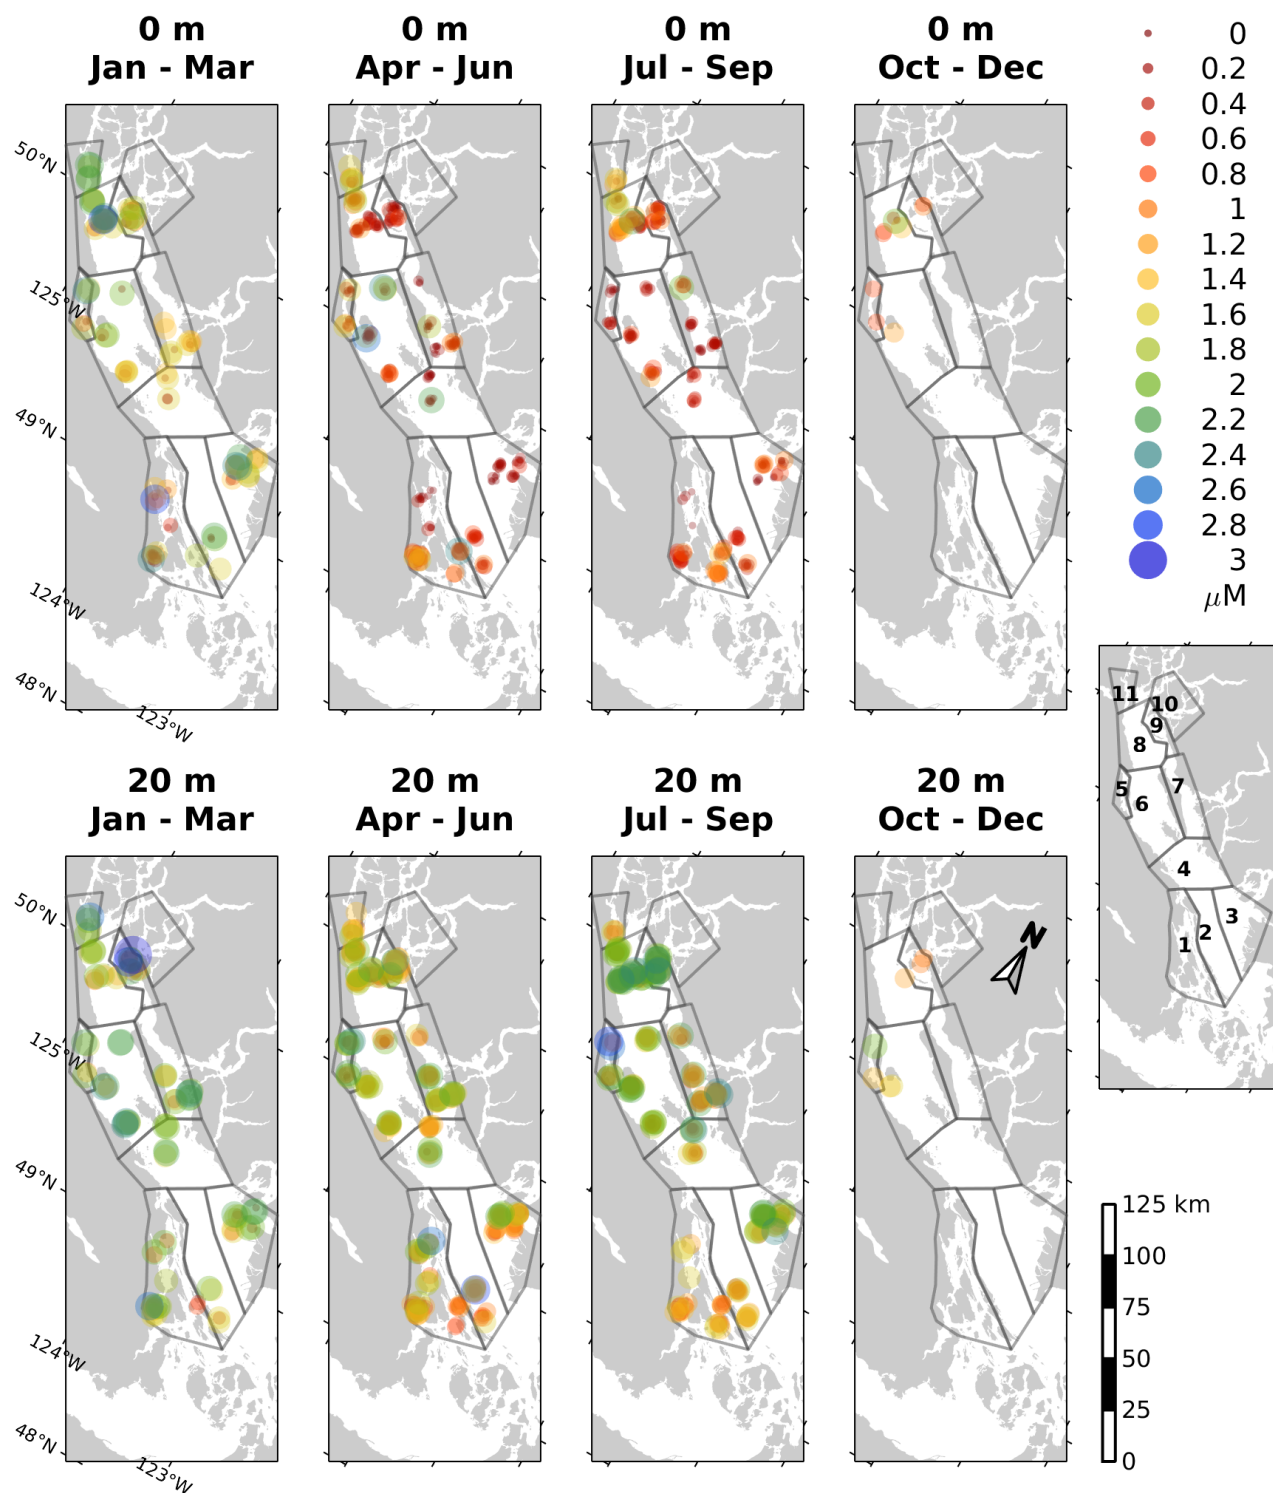 0 m
Jan - Mar
0 m
Apr - Jun
0 m
Jul - Sep
0 m
Oct - Dec
50°N
125°W
49°N
124°W
48°N
123°W
0
0.2
0.4
0.6
0.8
1
1.2
1.4
1.6
1.8
2
2.2
2.4
2.6
2.8
3
μM
11
10
9
8
7
5
6
4
3
2
1
20 m
Jan - Mar
20 m
Apr - Jun
20 m
Jul - Sep
20 m
Oct - Dec
50°N
125°W
49°N
124°W
48°N
123°W
N
125 km
100
75
50
25
0